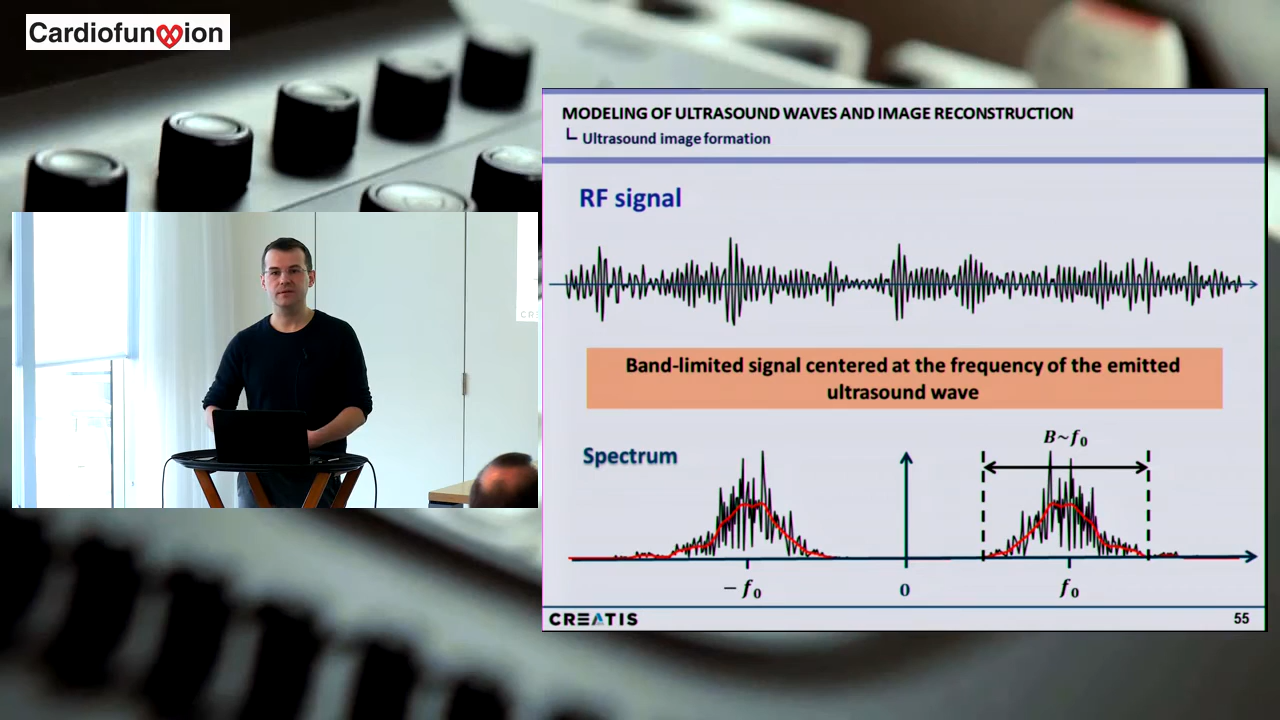 Cardiofunxion
MODELING OF ULTRASOUND WAVES AND IMAGE RECONSTRUCTION
Ultrasound image formation
RF signal
Band-limited signal centered at the frequency of the emitted
ultrasound wave
B~f₀
Spectrum
−f₀ 0 f₀
CREATIS 55